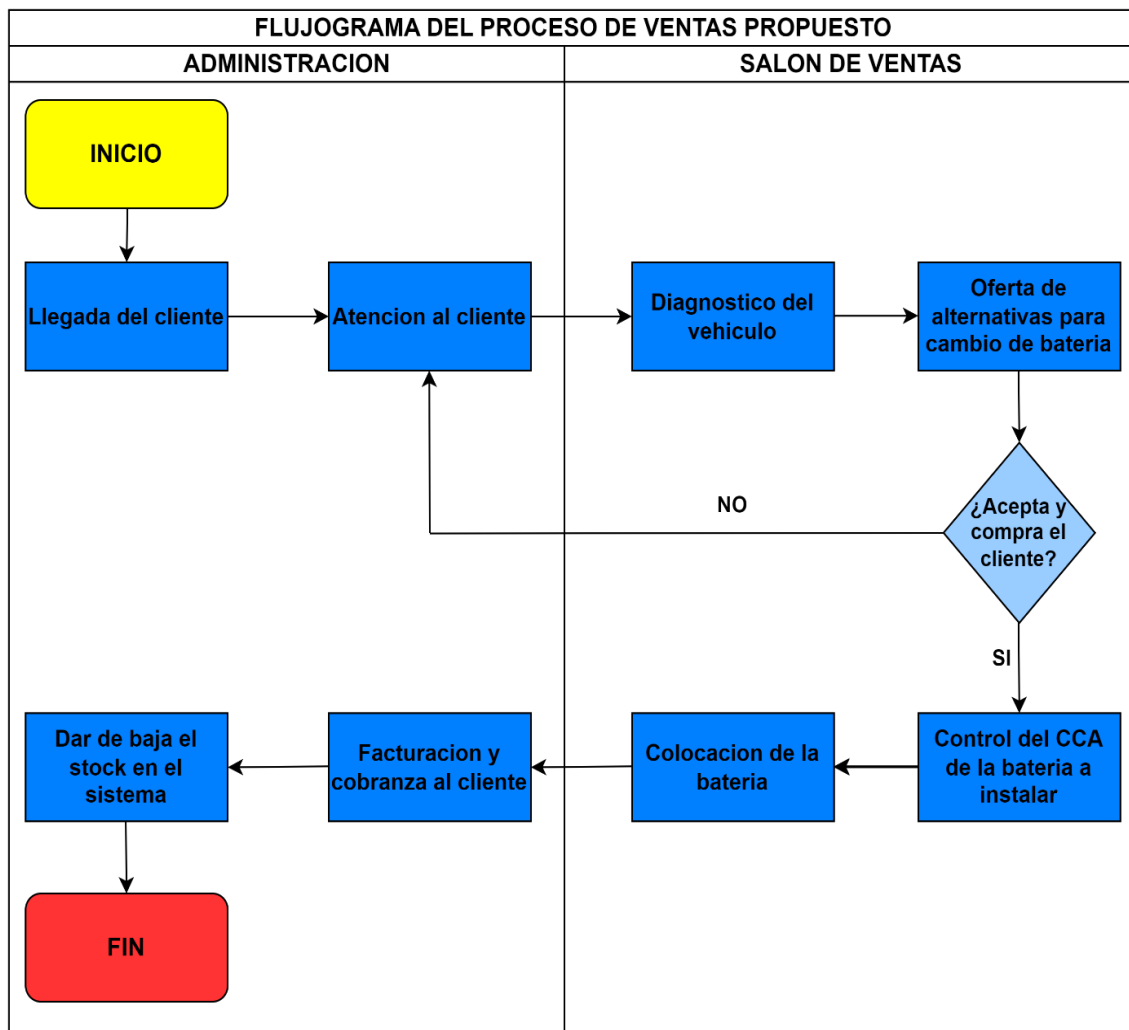 FLUJOGRAMA DEL PROCESO DE VENTAS PROPUESTO
ADMINISTRACION
SALON DE VENTAS
INICIO
Llegada del cliente
Atencion al cliente
Diagnostico del
vehiculo
Oferta de
alternativas para
cambio de bateria
¿Acepta y
compra el
cliente?
NO
SI
Control del CCA
de la bateria a
instalar
Colocacion de la
bateria
Facturacion y
cobranza al cliente
Dar de baja el
stock en el
sistema
FIN